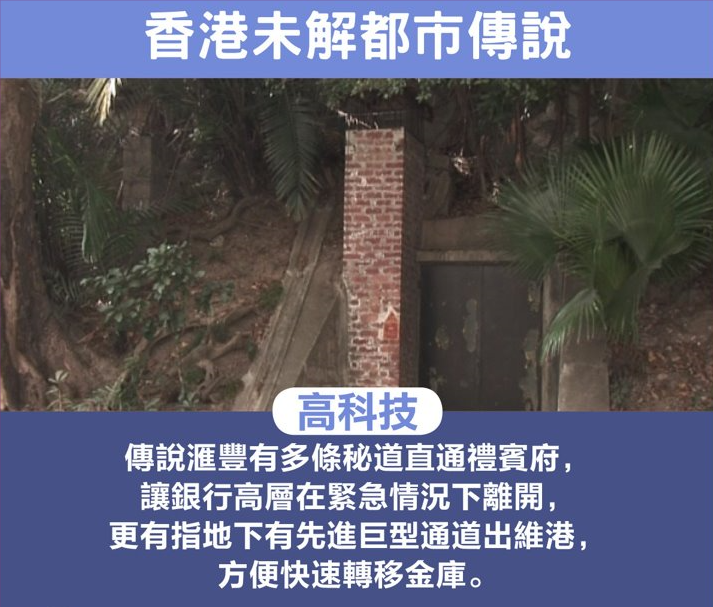 香港未解都市傳說
高科技
傳說滙豐有多條秘道直通禮賓府，
讓銀行高層在緊急情況下離開，
更有指地下有先進巨型通道出維港，
方便快速轉移金庫。